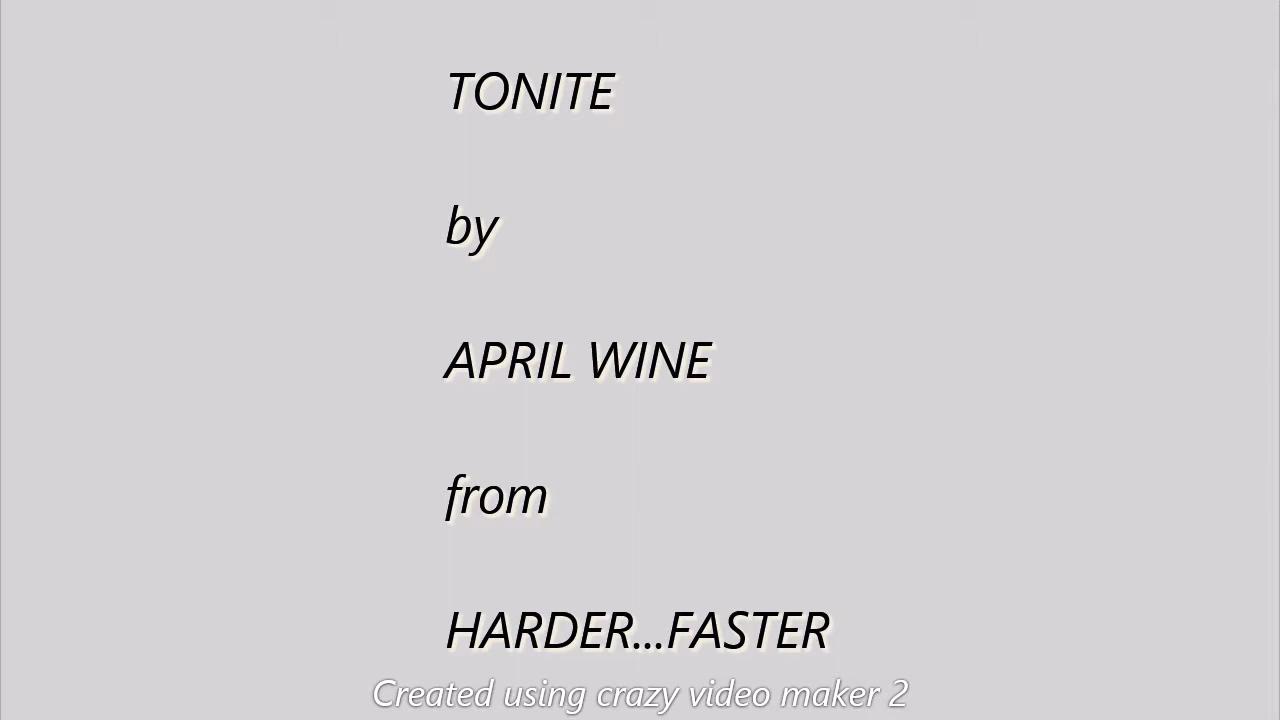 TONITE
by
APRIL WINE
from
HARDER...FASTER
Created using crazy video maker 2